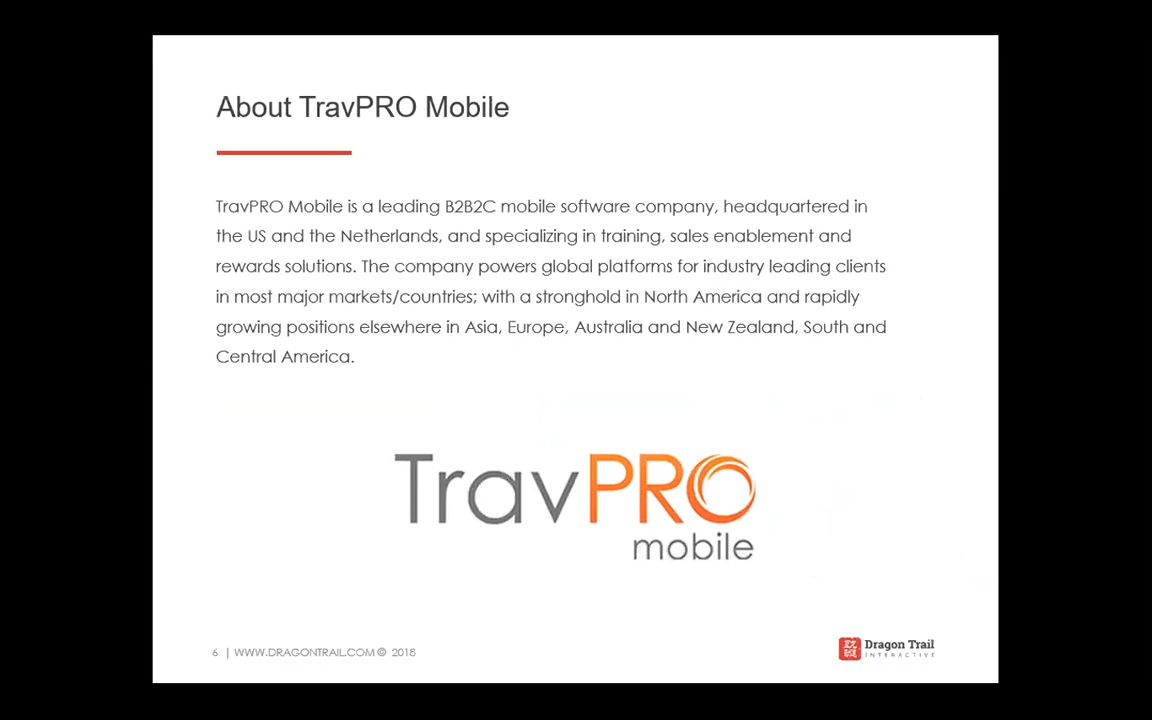 About TravPRO Mobile
TravPRO Mobile is a leading B2B2C mobile software company, headquartered in
the US and the Netherlands, and specializing in training, sales enablement and
rewards solutions. The company powers global platforms for industry leading clients
in most major markets/countries; with a stronghold in North America and rapidly
growing positions elsewhere in Asia, Europe, Australia and New Zealand, South and
Central America.
TravPRO
mobile
6 | WWW.DRAGONTRAIL.COM © 2018
Dragon Trail
INTERACTIVE